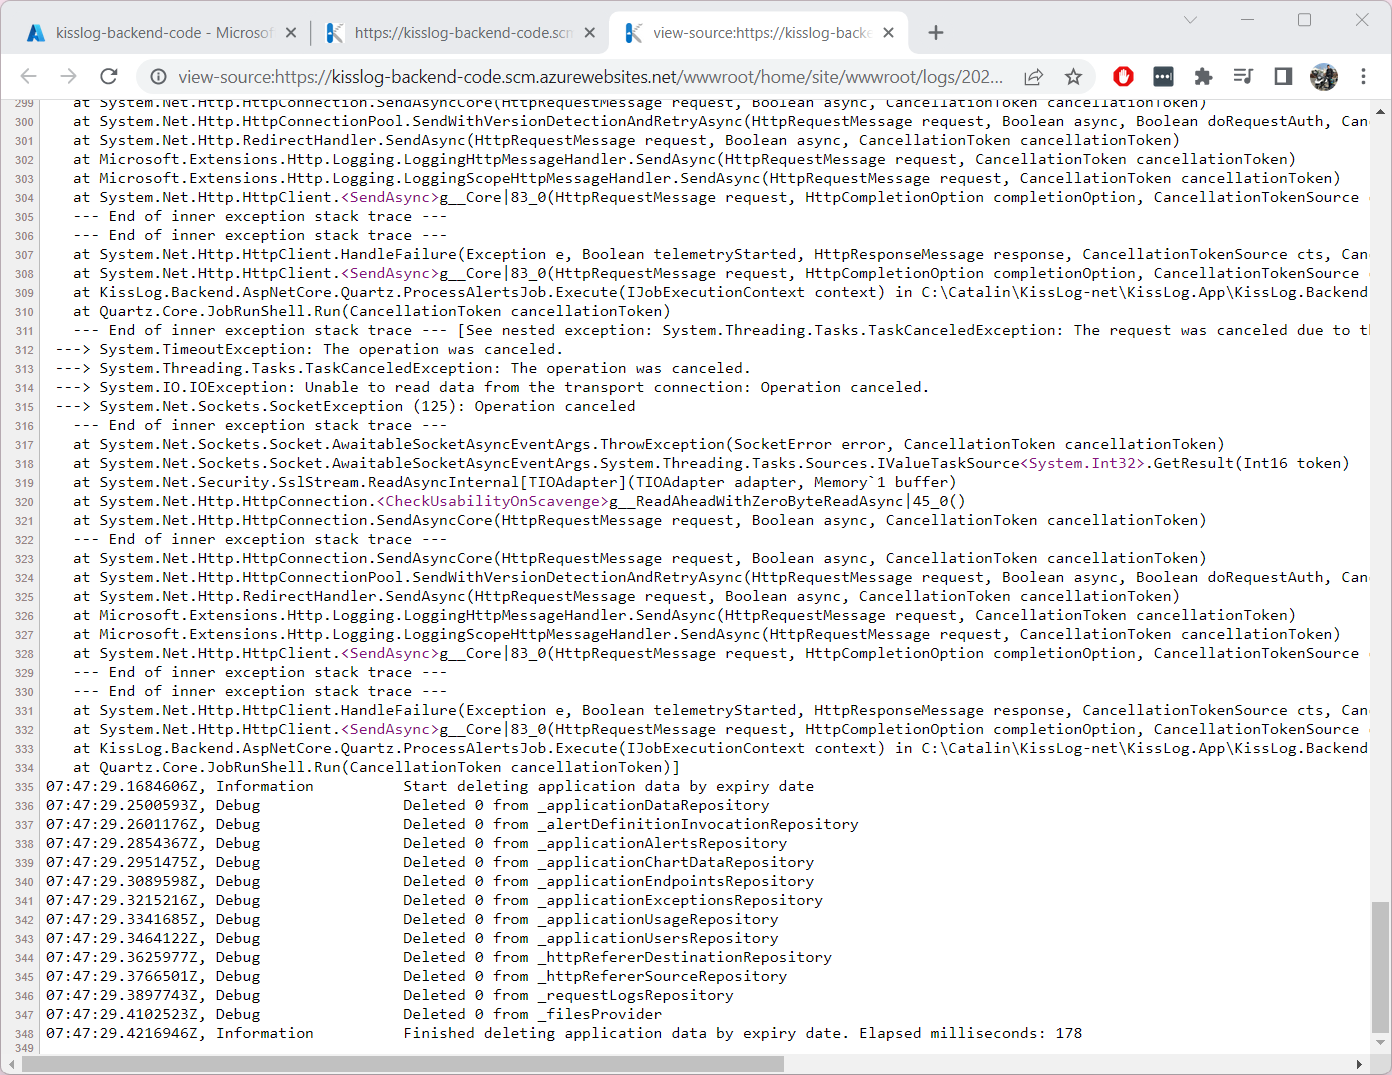 kisslog-backend-code - Microsof
https://kisslog-backend-code.scm
view-source:https://kisslog-backe
view-source:https://kisslog-backend-code.scm.azurewebsites.net/wwwroot/home/site/wwwroot/logs/202...
299 at System.Net.Http.HttpConnection.SendAsyncCore(HttpRequestMessage request, Boolean async, CancellationToken cancellationToken)
300 at System.Net.Http.HttpConnectionPool.SendWithVersionDetectionAndRetryAsync(HttpRequestMessage request, Boolean async, Boolean doRequestAuth, Can
301 at System.Net.Http.RedirectHandler.SendAsync(HttpRequestMessage request, Boolean async, CancellationToken cancellationToken)
302 at Microsoft.Extensions.Http.Logging.LoggingHttpMessageHandler.SendAsync(HttpRequestMessage request, CancellationToken cancellationToken)
303 at Microsoft.Extensions.Http.Logging.LoggingScopeHttpMessageHandler.SendAsync(HttpRequestMessage request, CancellationToken cancellationToken)
304 at System.Net.Http.HttpClient.<SendAsync>g__Core|83_0(HttpRequestMessage request, HttpCompletionOption completionOption, CancellationTokenSource
305 --- End of inner exception stack trace ---
306 --- End of inner exception stack trace ---
307 at System.Net.Http.HttpClient.HandleFailure(Exception e, Boolean telemetryStarted, HttpResponseMessage response, CancellationTokenSource cts, Can
308 at System.Net.Http.HttpClient.<SendAsync>g__Core|83_0(HttpRequestMessage request, HttpCompletionOption completionOption, CancellationTokenSource
309 at KissLog.Backend.AspNetCore.Quartz.ProcessAlertsJob.Execute(IJobExecutionContext context) in C:\Catalin\KissLog-net\KissLog.App\KissLog.Backend
310 at Quartz.Core.JobRunShell.Run(CancellationToken cancellationToken)
311 --- End of inner exception stack trace --- [See nested exception: System.Threading.Tasks.TaskCanceledException: The request was canceled due to th
312 ---> System.TimeoutException: The operation was canceled.
313 ---> System.Threading.Tasks.TaskCanceledException: The operation was canceled.
314 ---> System.IO.IOException: Unable to read data from the transport connection: Operation canceled.
315 ---> System.Net.Sockets.SocketException (125): Operation canceled
316 --- End of inner exception stack trace ---
317 at System.Net.Sockets.Socket.AwaitableSocketAsyncEventArgs.ThrowException(SocketError error, CancellationToken cancellationToken)
318 at System.Net.Sockets.Socket.AwaitableSocketAsyncEventArgs.System.Threading.Tasks.Sources.IValueTaskSource<System.Int32>.GetResult(Int16 token)
319 at System.Net.Security.SslStream.ReadAsyncInternal[TIOAdapter](TIOAdapter adapter, Memory`1 buffer)
320 at System.Net.Http.HttpConnection.<CheckUsabilityOnScavenge>g__ReadAheadWithZeroByteReadAsync|45_0()
321 at System.Net.Http.HttpConnection.SendAsyncCore(HttpRequestMessage request, Boolean async, CancellationToken cancellationToken)
322 --- End of inner exception stack trace ---
323 at System.Net.Http.HttpConnection.SendAsyncCore(HttpRequestMessage request, Boolean async, CancellationToken cancellationToken)
324 at System.Net.Http.HttpConnectionPool.SendWithVersionDetectionAndRetryAsync(HttpRequestMessage request, Boolean async, Boolean doRequestAuth, Can
325 at System.Net.Http.RedirectHandler.SendAsync(HttpRequestMessage request, Boolean async, CancellationToken cancellationToken)
326 at Microsoft.Extensions.Http.Logging.LoggingHttpMessageHandler.SendAsync(HttpRequestMessage request, CancellationToken cancellationToken)
327 at Microsoft.Extensions.Http.Logging.LoggingScopeHttpMessageHandler.SendAsync(HttpRequestMessage request, CancellationToken cancellationToken)
328 at System.Net.Http.HttpClient.<SendAsync>g__Core|83_0(HttpRequestMessage request, HttpCompletionOption completionOption, CancellationTokenSource
329 --- End of inner exception stack trace ---
330 --- End of inner exception stack trace ---
331 at System.Net.Http.HttpClient.HandleFailure(Exception e, Boolean telemetryStarted, HttpResponseMessage response, CancellationTokenSource cts, Can
332 at System.Net.Http.HttpClient.<SendAsync>g__Core|83_0(HttpRequestMessage request, HttpCompletionOption completionOption, CancellationTokenSource
333 at KissLog.Backend.AspNetCore.Quartz.ProcessAlertsJob.Execute(IJobExecutionContext context) in C:\Catalin\KissLog-net\KissLog.App\KissLog.Backend
334 at Quartz.Core.JobRunShell.Run(CancellationToken cancellationToken)]
335 07:47:29.1684606Z, Information Start deleting application data by expiry date
336 07:47:29.2500593Z, Debug Deleted 0 from _applicationDataRepository
337 07:47:29.2601176Z, Debug Deleted 0 from _alertDefinitionInvocationRepository
338 07:47:29.2854367Z, Debug Deleted 0 from _applicationAlertsRepository
339 07:47:29.2951475Z, Debug Deleted 0 from _applicationChartDataRepository
340 07:47:29.3089598Z, Debug Deleted 0 from _applicationEndpointsRepository
341 07:47:29.3215216Z, Debug Deleted 0 from _applicationExceptionsRepository
342 07:47:29.3341685Z, Debug Deleted 0 from _applicationUsageRepository
343 07:47:29.3464122Z, Debug Deleted 0 from _applicationUsersRepository
344 07:47:29.3625977Z, Debug Deleted 0 from _httpRefererDestinationRepository
345 07:47:29.3766501Z, Debug Deleted 0 from _httpRefererSourceRepository
346 07:47:29.3897743Z, Debug Deleted 0 from _requestLogsRepository
347 07:47:29.4102523Z, Debug Deleted 0 from _filesProvider
348 07:47:29.4216946Z, Information Finished deleting application data by expiry date. Elapsed milliseconds: 178
349